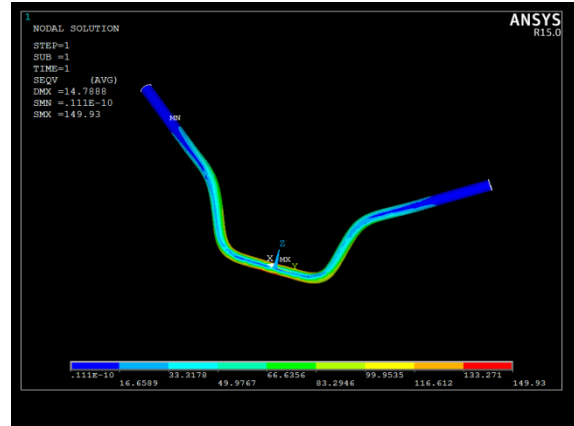 1
ANSYS
R15.0
NODAL SOLUTION
STEP=1
SUB =1
TIME=1
SEQV (AVG)
DMX =14.7888
SMN =.111E-10
SMX =149.93
MN
Z
X MX
Y
.111E-10 33.3178 66.6356 99.9535 133.271
16.6589 49.9767 83.2946 116.612 149.93